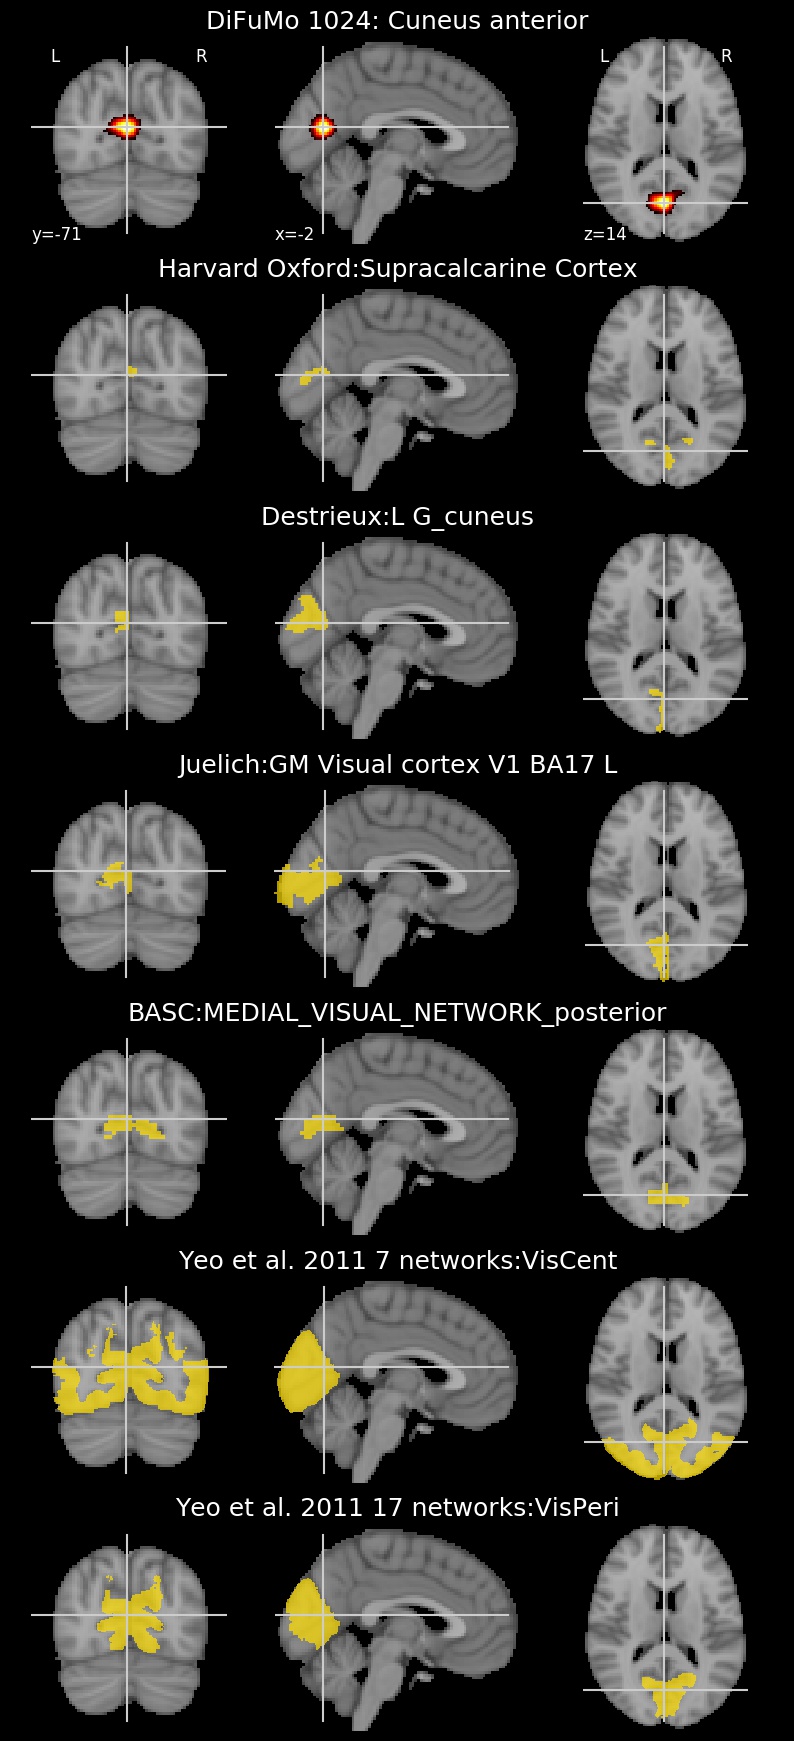 DiFuMo 1024: Cuneus anterior
L R L R
y=-71 x=-2 z=14
Harvard Oxford:Supracalcarine Cortex
Destrieux:L G_cuneus
Juelich:GM Visual cortex V1 BA17 L
BASC:MEDIAL_VISUAL_NETWORK_posterior
Yeo et al. 2011 7 networks:VisCent
Yeo et al. 2011 17 networks:VisPeri